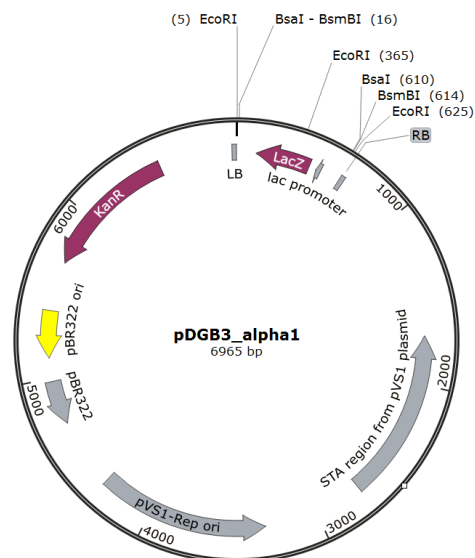 (5) EcoRI
BsaI - BsmBI (16)
EcoRI (365)
BsaI (610)
BsmBI (614)
EcoRI (625)
RB
LacZ
LB
lac promoter
1000
KanR
6000
pBR322 ori
pDGB3_alpha1
6965 bp
STA region from pVS1 plasmid
2000
pBR322
5000
pVS1-Rep ori
3000
4000